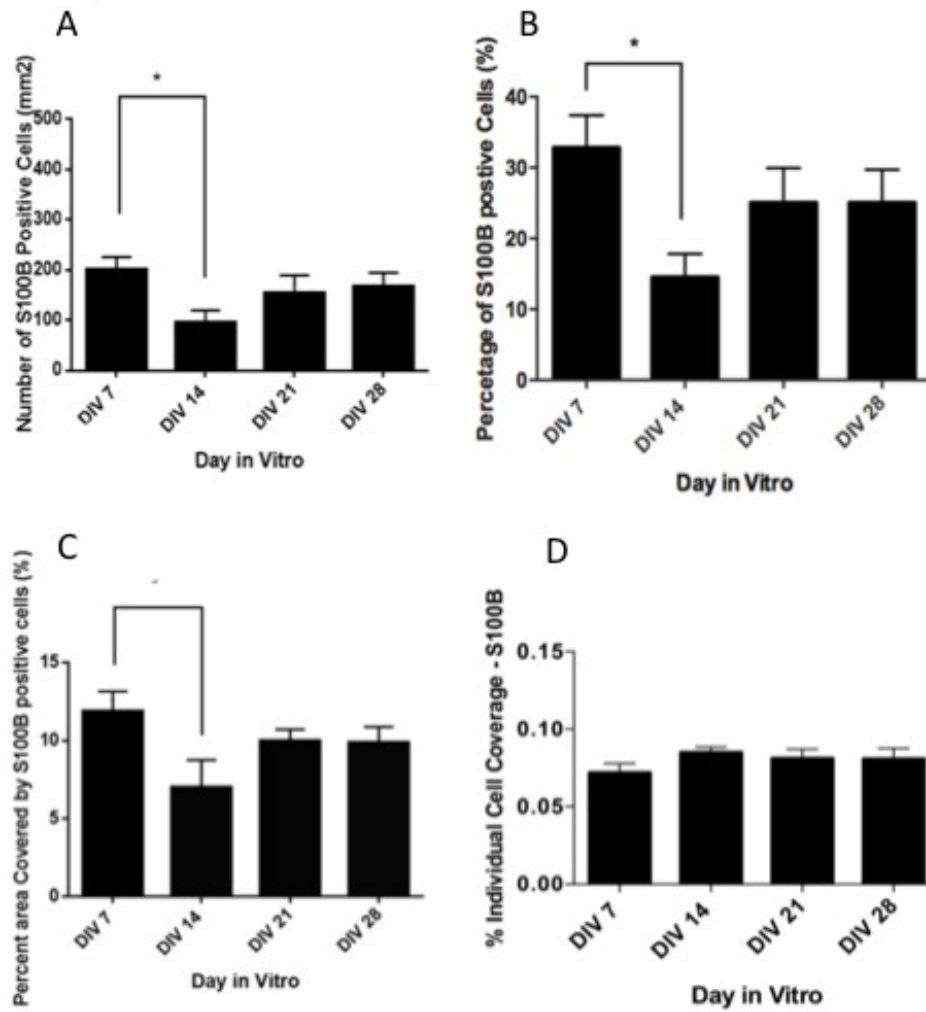 A
Number of S100B Positive Cells (mm2)
*
500
400
300
200
100
0
DIV 7
DIV 14
DIV 21
DIV 28
Day in Vitro
B
Percetage of S100B postive Cells (%)
*
40
30
20
10
0
DIV 7
DIV 14
DIV 21
DIV 28
Day in Vitro
C
Percent area Covered by S100B positive cells (%)
15
10
5
0
DIV 7
DIV 14
DIV 21
DIV 28
Day in Vitro
D
% Individual Cell Coverage - S100B
0.15
0.10
0.05
0.00
DIV 7
DIV 14
DIV 21
DIV 28
Day in Vitro